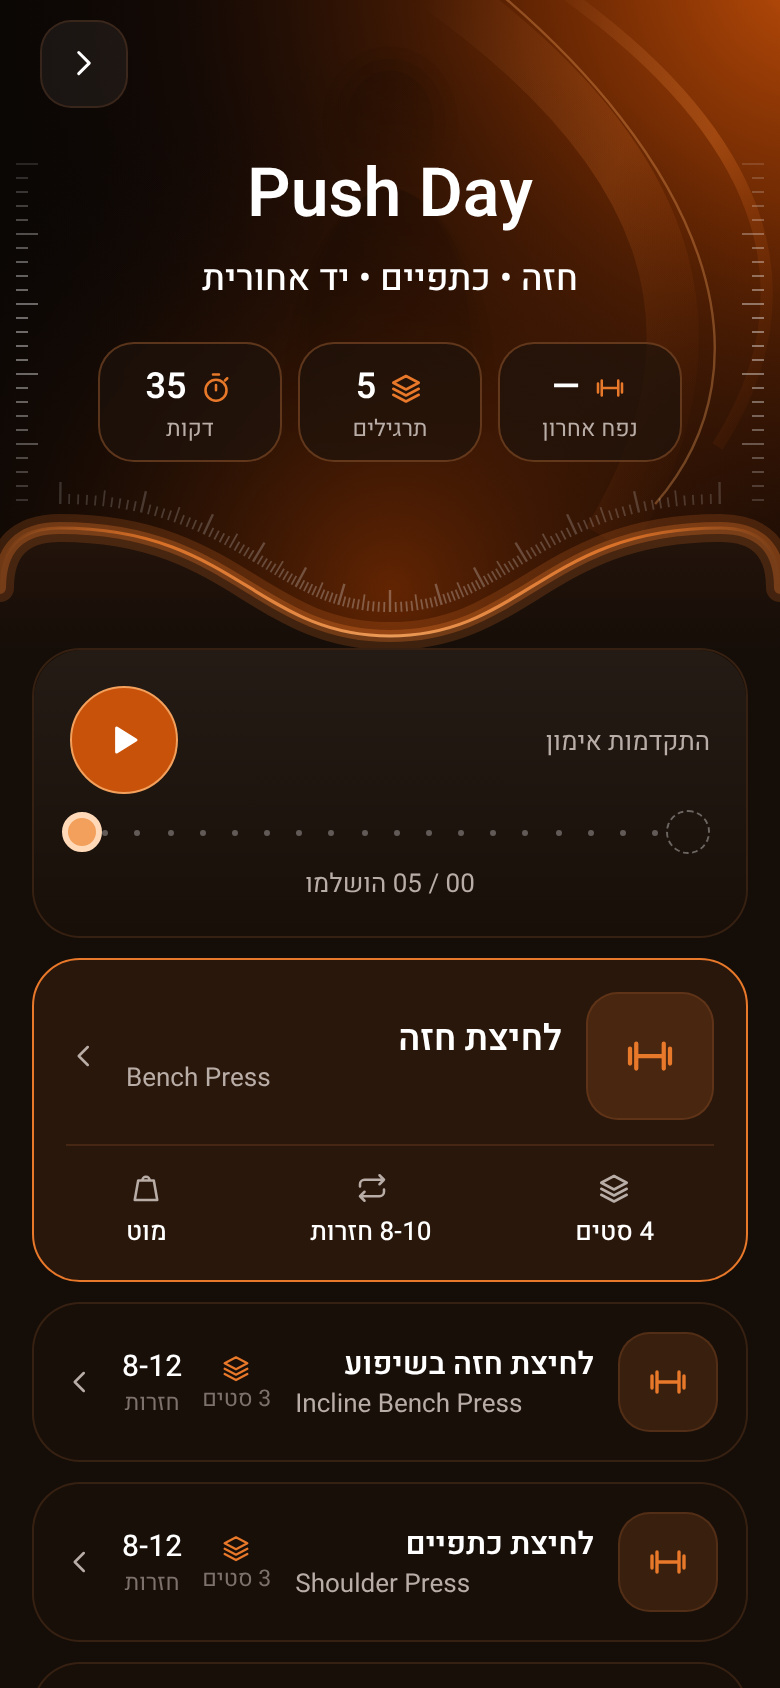 Push Day
חזה • כתפיים • יד אחורית
–
נפח אחרון
5
תרגילים
35
דקות
התקדמות אימון
00 / 05 הושלמו
לחיצת חזה
Bench Press
4 סטים
8-10 חזרות
מוט
לחיצת חזה בשיפוע
Incline Bench Press
3 סטים
8-12
חזרות
לחיצת כתפיים
Shoulder Press
3 סטים
8-12
חזרות